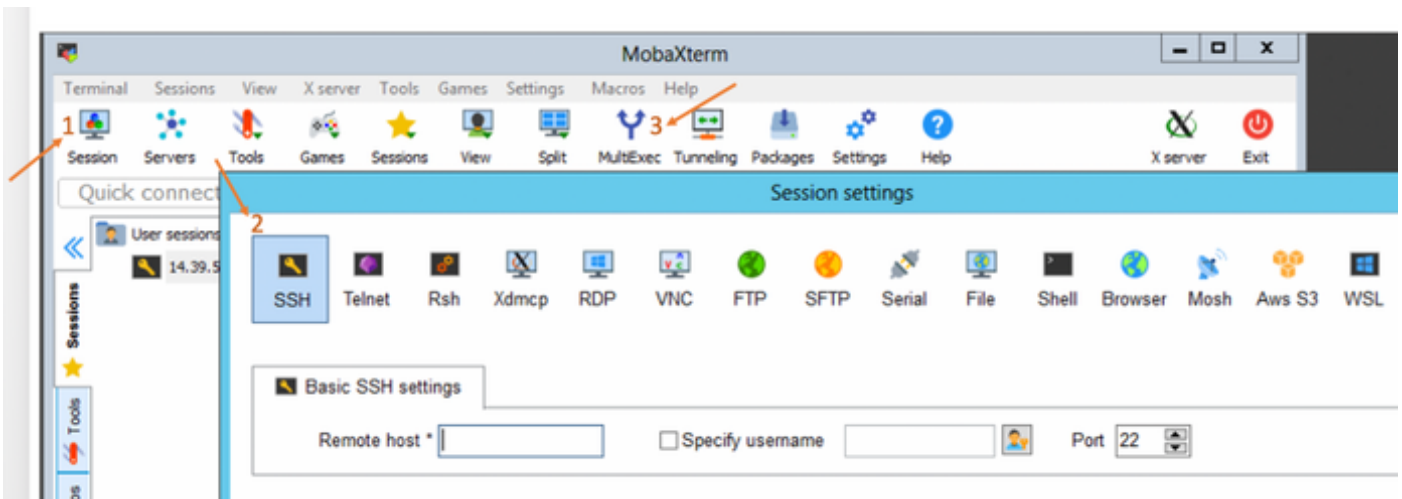 MobaXterm
Terminal Sessions View X server Tools Games Settings Macros Help
1 3
Session Servers Tools Games Sessions View Split MultiExec Tunneling Packages Settings Help X server Exit
Quick connect
Session settings
2
User sessions
14.39.5
SSH Telnet Rsh Xdmcp RDP VNC FTP SFTP Serial File Shell Browser Mosh Aws S3 WSL
Sessions
Basic SSH settings
Tools
Remote host * Specify username Port 22